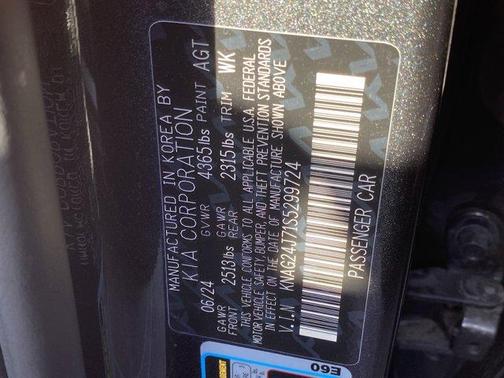 MANUFACTURED IN KOREA BY
KIA CORPORATION
06/24 GVWR 4365lbs PAINT AGT
GAWR FRONT 2513lbs GAWR REAR 2315lbs TRIM WK
THIS VEHICLE CONFORMS TO ALL APPLICABLE U.S.A. FEDERAL
MOTOR VEHICLE SAFETY, BUMPER, AND THEFT PREVENTION STANDARDS
IN EFFECT ON THE DATE OF MANUFACTURE SHOWN ABOVE
V.I.N KNAG24J71S5299724
PASSENGER CAR
E60